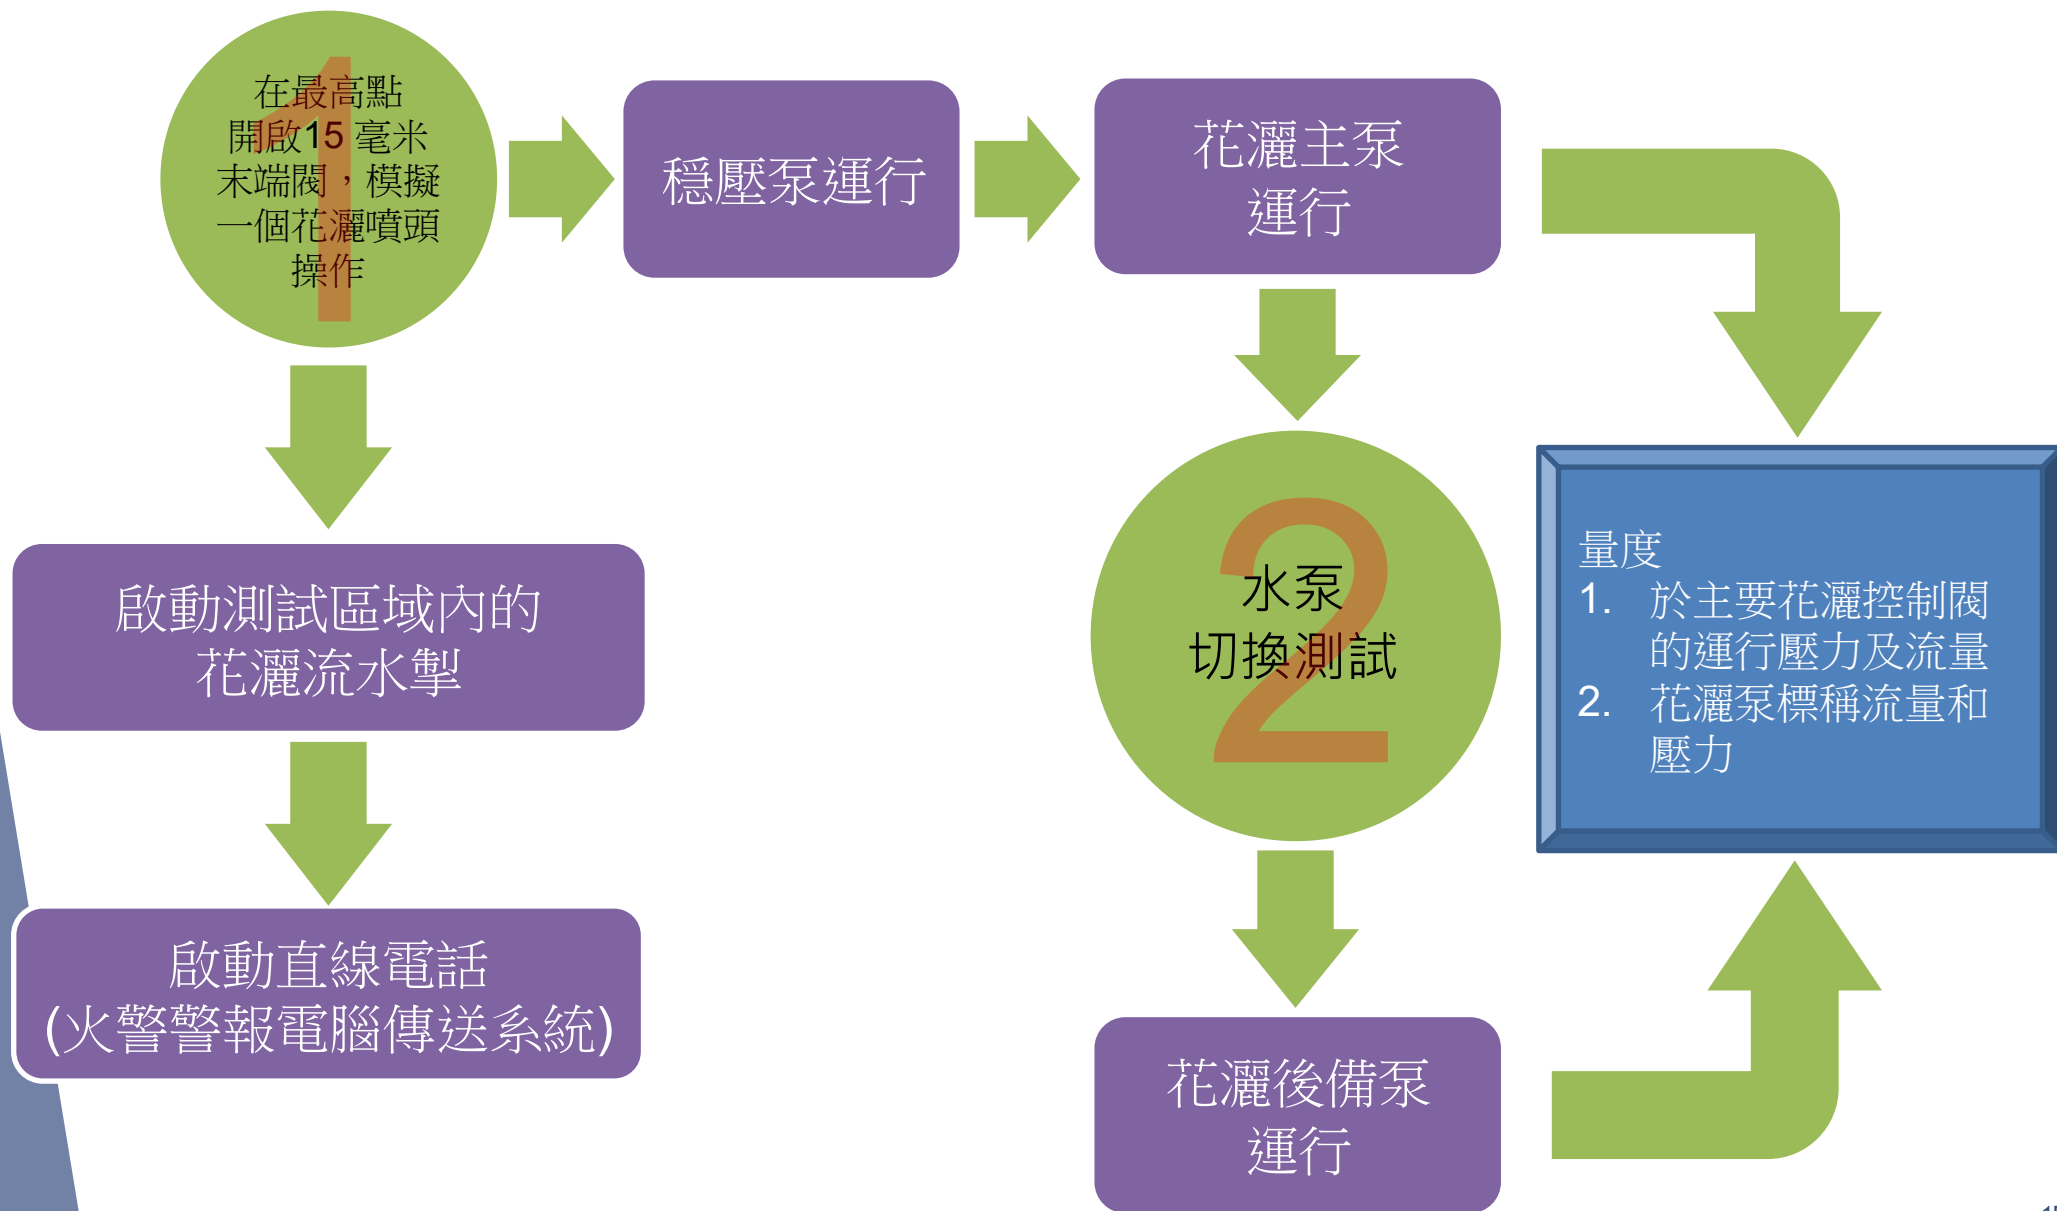 1
在最高點
開啟15 毫米
末端閥，模擬
一個花灑噴頭
操作
穩壓泵運行
花灑主泵
運行
啟動測試區域內的
花灑流水掣
啟動直線電話
(火警警報電腦傳送系統)
2
水泵
切換測試
花灑後備泵
運行
量度
1. 於主要花灑控制閥
的運行壓力及流量
2. 花灑泵標稱流量和
壓力